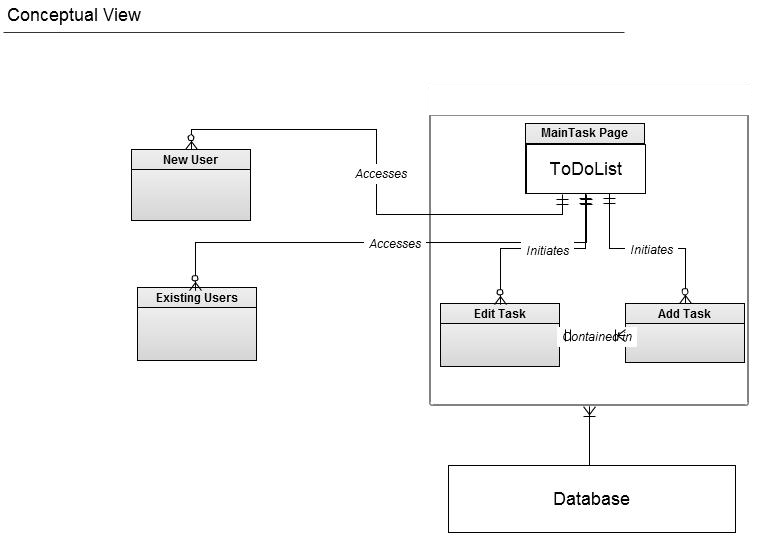 Conceptual View
MainTask Page
ToDoList
New User
Accesses
Accesses
Initiates
Initiates
Existing Users
Edit Task
Add Task
Contained in
Database